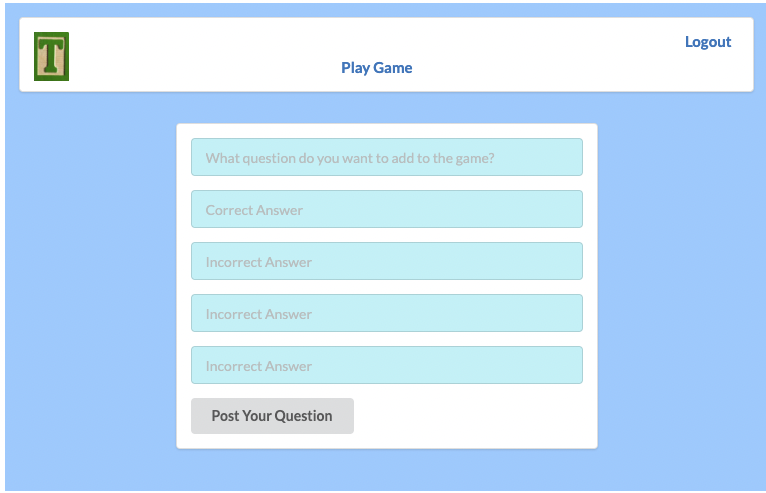 T
Logout
Play Game
What question do you want to add to the game?
Correct Answer
Incorrect Answer
Incorrect Answer
Incorrect Answer
Post Your Question